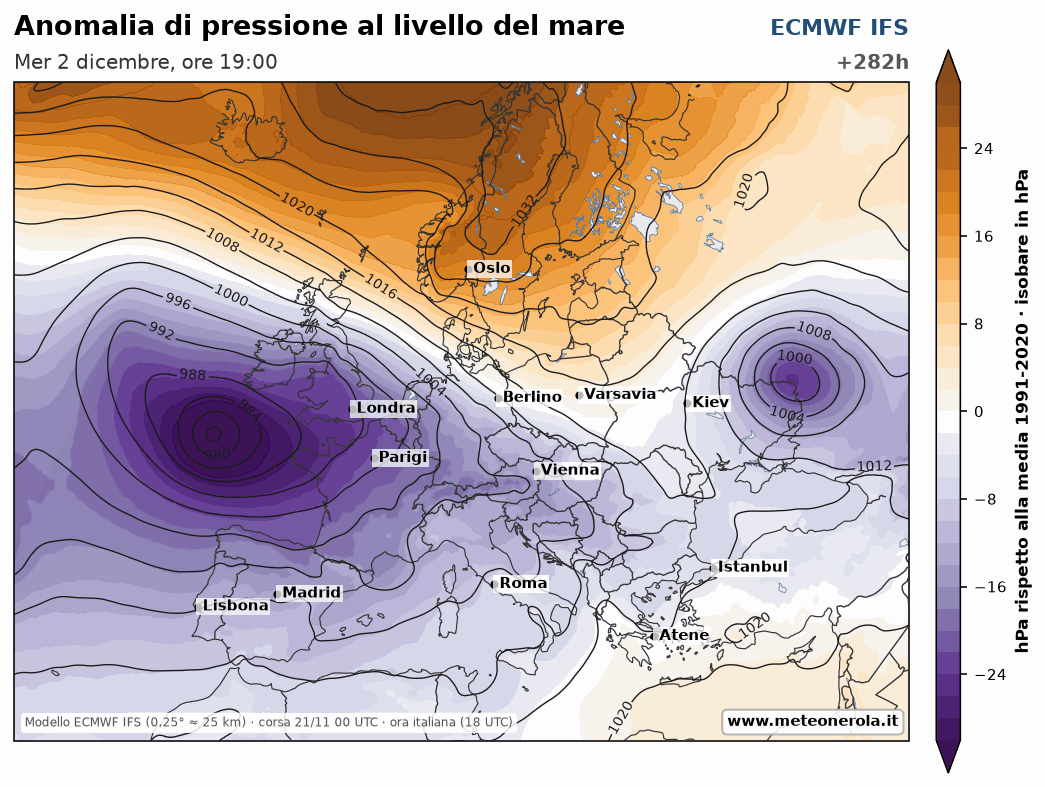 Anomalia di pressione al livello del mare
ECMWF IFS
Mer 2 dicembre, ore 19:00
+282h
1020
1032
1020
1008
1012
1016
996
1000
992
988
984
980
1004
1008
1000
1004
1012
1020
1020
Oslo
Berlino
Varsavia
Kiev
Londra
Parigi
Vienna
Istanbul
Roma
Madrid
Lisbona
Atene
24
16
8
0
−8
−16
−24
hPa rispetto alla media 1991-2020 · isobare in hPa
Modello ECMWF IFS (0,25° ≈ 25 km) · corsa 21/11 00 UTC · ora italiana (18 UTC)
www.meteonerola.it